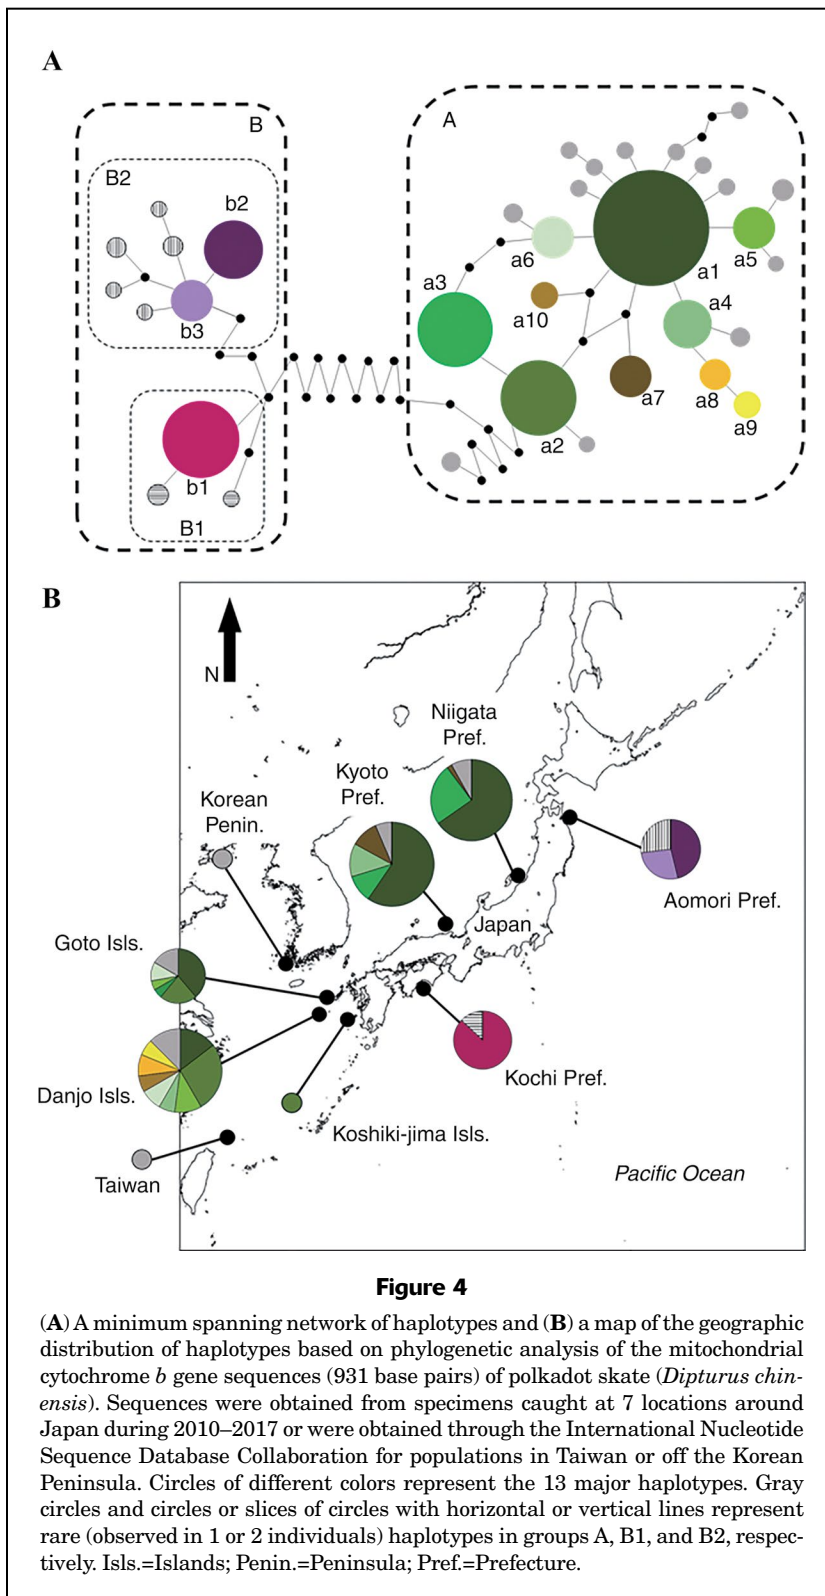 A
B
A
B2
b2
a6
a1
a5
a3
b3
a10
a4
a7
a8
a9
a2
b1
B1
B
N
Niigata
Pref.
Kyoto
Pref.
Korean
Penin.
Aomori Pref.
Japan
Goto Isls.
Kochi Pref.
Danjo Isls.
Koshiki-jima Isls.
Taiwan
Pacific Ocean
Figure 4
(A) A minimum spanning network of haplotypes and (B) a map of the geographic
distribution of haplotypes based on phylogenetic analysis of the mitochondrial
cytochrome b gene sequences (931 base pairs) of polkadot skate (Dipturus chin-
ensis). Sequences were obtained from specimens caught at 7 locations around
Japan during 2010–2017 or were obtained through the International Nucleotide
Sequence Database Collaboration for populations in Taiwan or off the Korean
Peninsula. Circles of different colors represent the 13 major haplotypes. Gray
circles and circles or slices of circles with horizontal or vertical lines represent
rare (observed in 1 or 2 individuals) haplotypes in groups A, B1, and B2, respec-
tively. Isls.=Islands; Penin.=Peninsula; Pref.=Prefecture.